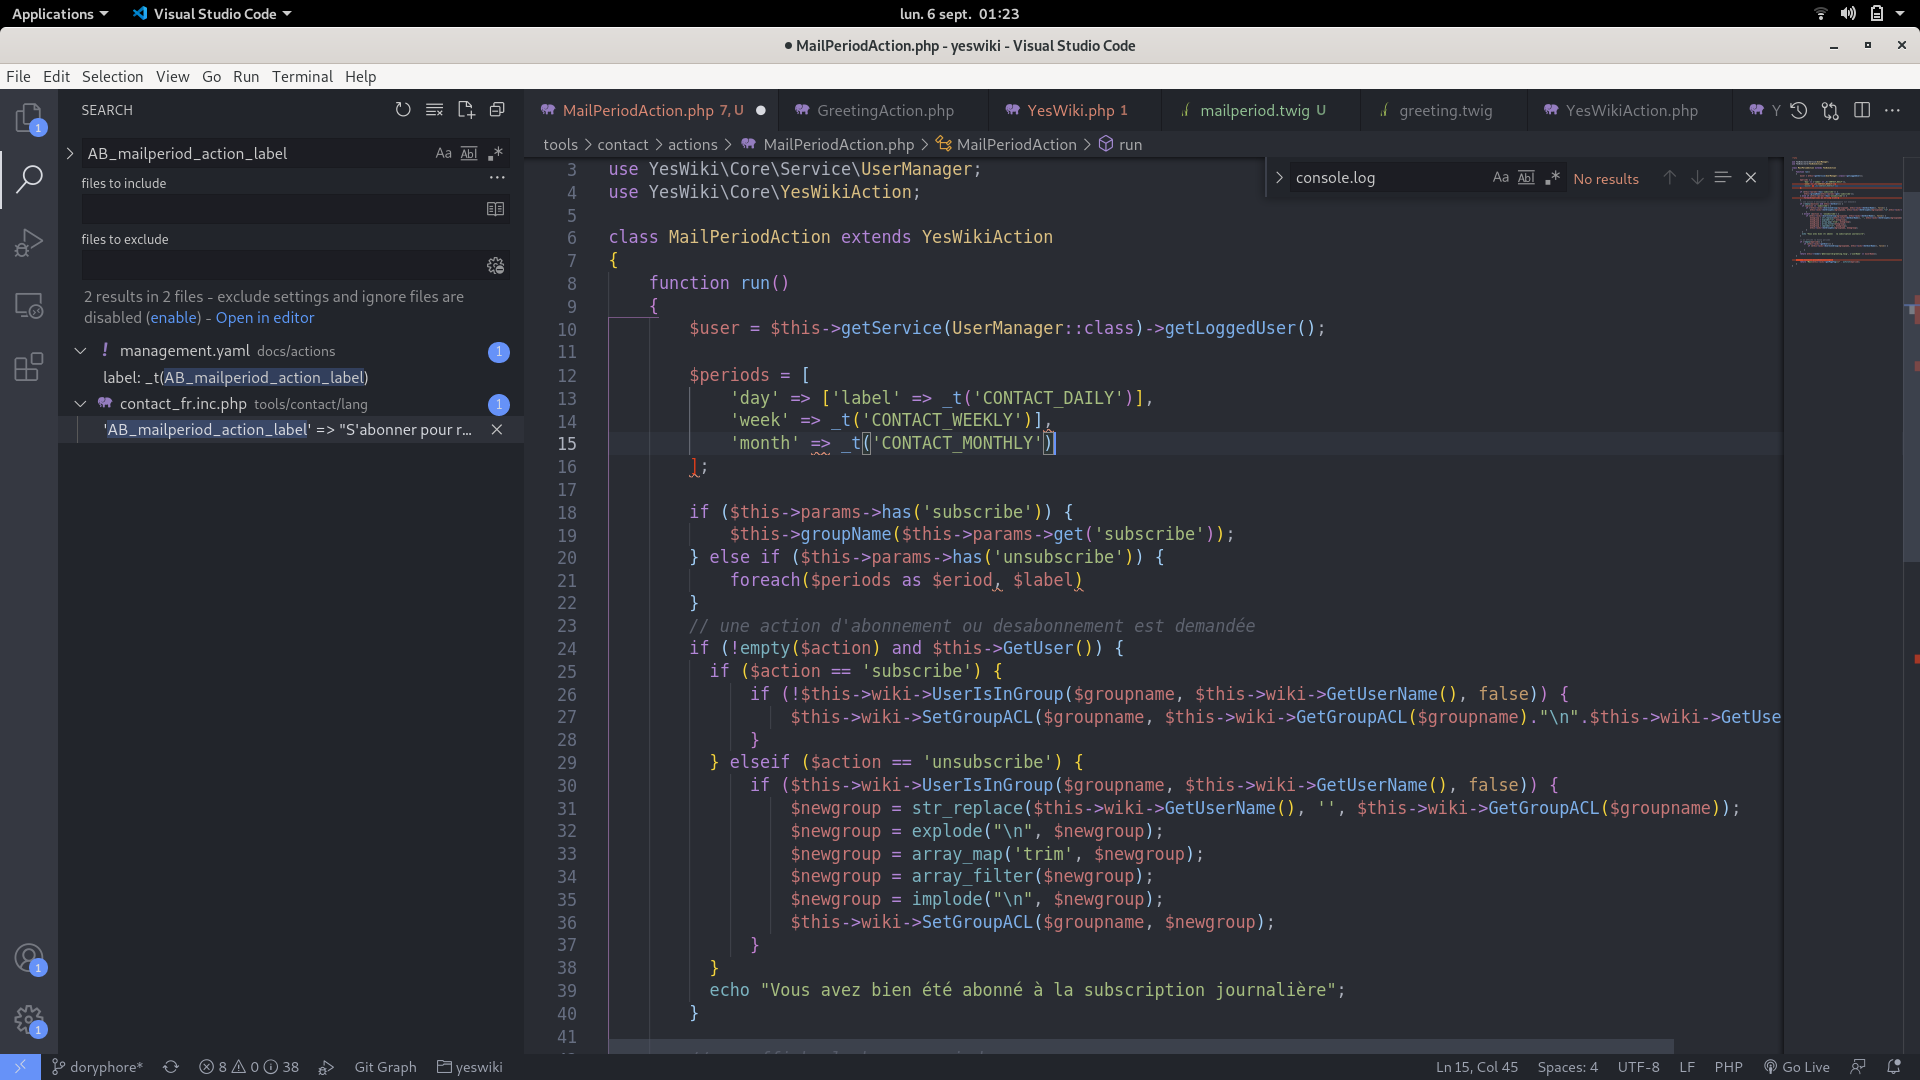 Applications
Visual Studio Code
lun. 6 sept. 01:23
● MailPeriodAction.php - yeswiki - Visual Studio Code
File Edit Selection View Go Run Terminal Help
SEARCH
AB_mailperiod_action_label
files to include
files to exclude
2 results in 2 files - exclude settings and ignore files are
disabled (enable) - Open in editor
management.yaml docs/actions 1
label: _t(AB_mailperiod_action_label)
contact_fr.inc.php tools/contact/lang 1
'AB_mailperiod_action_label' => "S'abonner pour r...
MailPeriodAction.php 7, U
GreetingAction.php
YesWiki.php 1
mailperiod.twig U
greeting.twig
YesWikiAction.php
Y
tools > contact > actions > MailPeriodAction.php > MailPeriodAction > run
console.log
No results
3 use YesWiki\Core\Service\UserManager;
4 use YesWiki\Core\YesWikiAction;
5
6 class MailPeriodAction extends YesWikiAction
7 {
8 function run()
9 {
10 $user = $this->getService(UserManager::class)->getLoggedUser();
11
12 $periods = [
13 'day' => ['label' => _t('CONTACT_DAILY')],
14 'week' => _t('CONTACT_WEEKLY')],
15 'month' => _t('CONTACT_MONTHLY')
16 ];
17
18 if ($this->params->has('subscribe')) {
19 $this->groupName($this->params->get('subscribe'));
20 } else if ($this->params->has('unsubscribe')) {
21 foreach($periods as $eriod, $label)
22 }
23 // une action d'abonnement ou desabonnement est demandée
24 if (!empty($action) and $this->GetUser()) {
25 if ($action == 'subscribe') {
26 if (!$this->wiki->UserIsInGroup($groupname, $this->wiki->GetUserName(), false)) {
27 $this->wiki->SetGroupACL($groupname, $this->wiki->GetGroupACL($groupname)."\n".$this->wiki->GetUse
28 }
29 } elseif ($action == 'unsubscribe') {
30 if ($this->wiki->UserIsInGroup($groupname, $this->wiki->GetUserName(), false)) {
31 $newgroup = str_replace($this->wiki->GetUserName(), '', $this->wiki->GetGroupACL($groupname));
32 $newgroup = explode("\n", $newgroup);
33 $newgroup = array_map('trim', $newgroup);
34 $newgroup = array_filter($newgroup);
35 $newgroup = implode("\n", $newgroup);
36 $this->wiki->SetGroupACL($groupname, $newgroup);
37 }
38 }
39 echo "Vous avez bien été abonné à la subscription journalière";
40 }
41
doryphore* 8 0 38 Git Graph yeswiki
Ln 15, Col 45 Spaces: 4 UTF-8 LF PHP Go Live